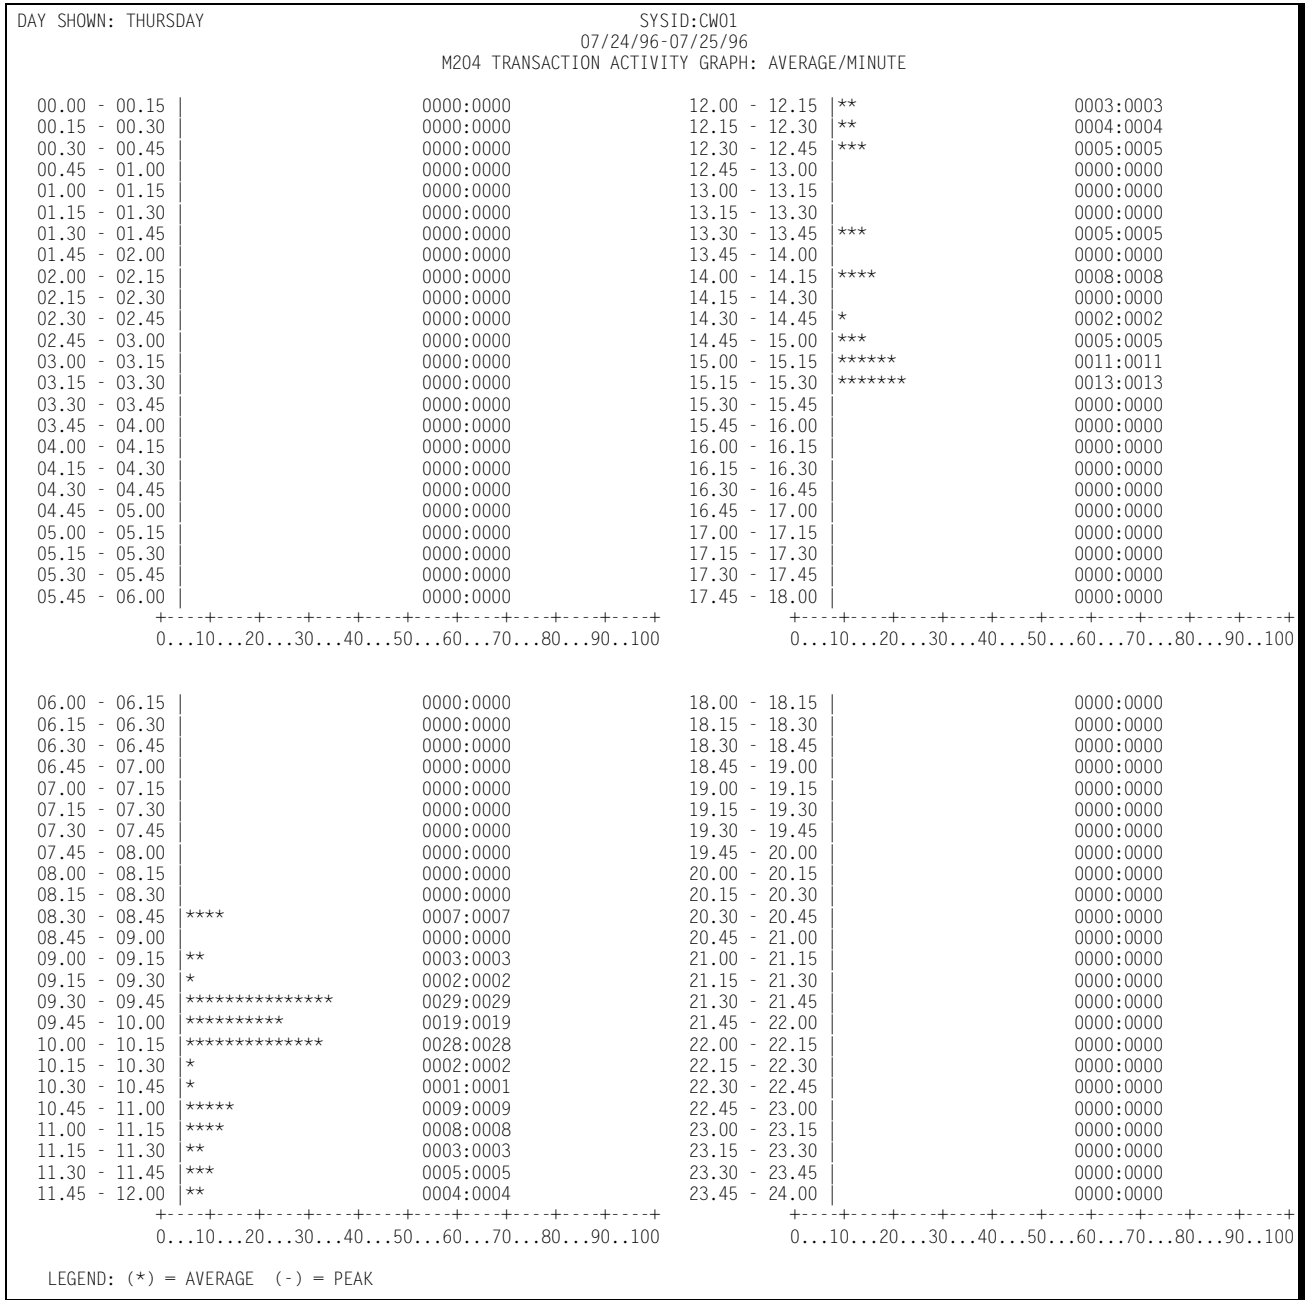 DAY SHOWN: THURSDAY                                            SYSID:CW01
                                                         07/24/96-07/25/96
                                           M204 TRANSACTION ACTIVITY GRAPH: AVERAGE/MINUTE
00.00 - 00.15 |                        0000:0000                  12.00 - 12.15 |**                      0003:0003
00.15 - 00.30 |                        0000:0000                  12.15 - 12.30 |**                      0004:0004
00.30 - 00.45 |                        0000:0000                  12.30 - 12.45 |***                     0005:0005
00.45 - 01.00 |                        0000:0000                  12.45 - 13.00 |                        0000:0000
01.00 - 01.15 |                        0000:0000                  13.00 - 13.15 |                        0000:0000
01.15 - 01.30 |                        0000:0000                  13.15 - 13.30 |                        0000:0000
01.30 - 01.45 |                        0000:0000                  13.30 - 13.45 |***                     0005:0005
01.45 - 02.00 |                        0000:0000                  13.45 - 14.00 |                        0000:0000
02.00 - 02.15 |                        0000:0000                  14.00 - 14.15 |****                    0008:0008
02.15 - 02.30 |                        0000:0000                  14.15 - 14.30 |                        0000:0000
02.30 - 02.45 |                        0000:0000                  14.30 - 14.45 |*                       0002:0002
02.45 - 03.00 |                        0000:0000                  14.45 - 15.00 |***                     0005:0005
03.00 - 03.15 |                        0000:0000                  15.00 - 15.15 |******                  0011:0011
03.15 - 03.30 |                        0000:0000                  15.15 - 15.30 |*******                 0013:0013
03.30 - 03.45 |                        0000:0000                  15.30 - 15.45 |                        0000:0000
03.45 - 04.00 |                        0000:0000                  15.45 - 16.00 |                        0000:0000
04.00 - 04.15 |                        0000:0000                  16.00 - 16.15 |                        0000:0000
04.15 - 04.30 |                        0000:0000                  16.15 - 16.30 |                        0000:0000
04.30 - 04.45 |                        0000:0000                  16.30 - 16.45 |                        0000:0000
04.45 - 05.00 |                        0000:0000                  16.45 - 17.00 |                        0000:0000
05.00 - 05.15 |                        0000:0000                  17.00 - 17.15 |                        0000:0000
05.15 - 05.30 |                        0000:0000                  17.15 - 17.30 |                        0000:0000
05.30 - 05.45 |                        0000:0000                  17.30 - 17.45 |                        0000:0000
05.45 - 06.00 |                        0000:0000                  17.45 - 18.00 |                        0000:0000
+----+----+----+----+----+----+----+----+----+----+              +----+----+----+----+----+----+----+----+----+----+
0...10...20...30...40...50...60...70...80...90..100              0...10...20...30...40...50...60...70...80...90..100
06.00 - 06.15 |                        0000:0000                  18.00 - 18.15 |                        0000:0000
06.15 - 06.30 |                        0000:0000                  18.15 - 18.30 |                        0000:0000
06.30 - 06.45 |                        0000:0000                  18.30 - 18.45 |                        0000:0000
06.45 - 07.00 |                        0000:0000                  18.45 - 19.00 |                        0000:0000
07.00 - 07.15 |                        0000:0000                  19.00 - 19.15 |                        0000:0000
07.15 - 07.30 |                        0000:0000                  19.15 - 19.30 |                        0000:0000
07.30 - 07.45 |                        0000:0000                  19.30 - 19.45 |                        0000:0000
07.45 - 08.00 |                        0000:0000                  19.45 - 20.00 |                        0000:0000
08.00 - 08.15 |                        0000:0000                  20.00 - 20.15 |                        0000:0000
08.15 - 08.30 |                        0000:0000                  20.15 - 20.30 |                        0000:0000
08.30 - 08.45 |****                    0007:0007                  20.30 - 20.45 |                        0000:0000
08.45 - 09.00 |                        0000:0000                  20.45 - 21.00 |                        0000:0000
09.00 - 09.15 |**                      0003:0003                  21.00 - 21.15 |                        0000:0000
09.15 - 09.30 |*                       0002:0002                  21.15 - 21.30 |                        0000:0000
09.30 - 09.45 |***************         0029:0029                  21.30 - 21.45 |                        0000:0000
09.45 - 10.00 |**********              0019:0019                  21.45 - 22.00 |                        0000:0000
10.00 - 10.15 |**************          0028:0028                  22.00 - 22.15 |                        0000:0000
10.15 - 10.30 |*                       0002:0002                  22.15 - 22.30 |                        0000:0000
10.30 - 10.45 |*                       0001:0001                  22.30 - 22.45 |                        0000:0000
10.45 - 11.00 |*****                   0009:0009                  22.45 - 23.00 |                        0000:0000
11.00 - 11.15 |****                    0008:0008                  23.00 - 23.15 |                        0000:0000
11.15 - 11.30 |**                      0003:0003                  23.15 - 23.30 |                        0000:0000
11.30 - 11.45 |***                     0005:0005                  23.30 - 23.45 |                        0000:0000
11.45 - 12.00 |**                      0004:0004                  23.45 - 24.00 |                        0000:0000
+----+----+----+----+----+----+----+----+----+----+              +----+----+----+----+----+----+----+----+----+----+
0...10...20...30...40...50...60...70...80...90..100              0...10...20...30...40...50...60...70...80...90..100
LEGEND: (*) = AVERAGE  (-) = PEAK